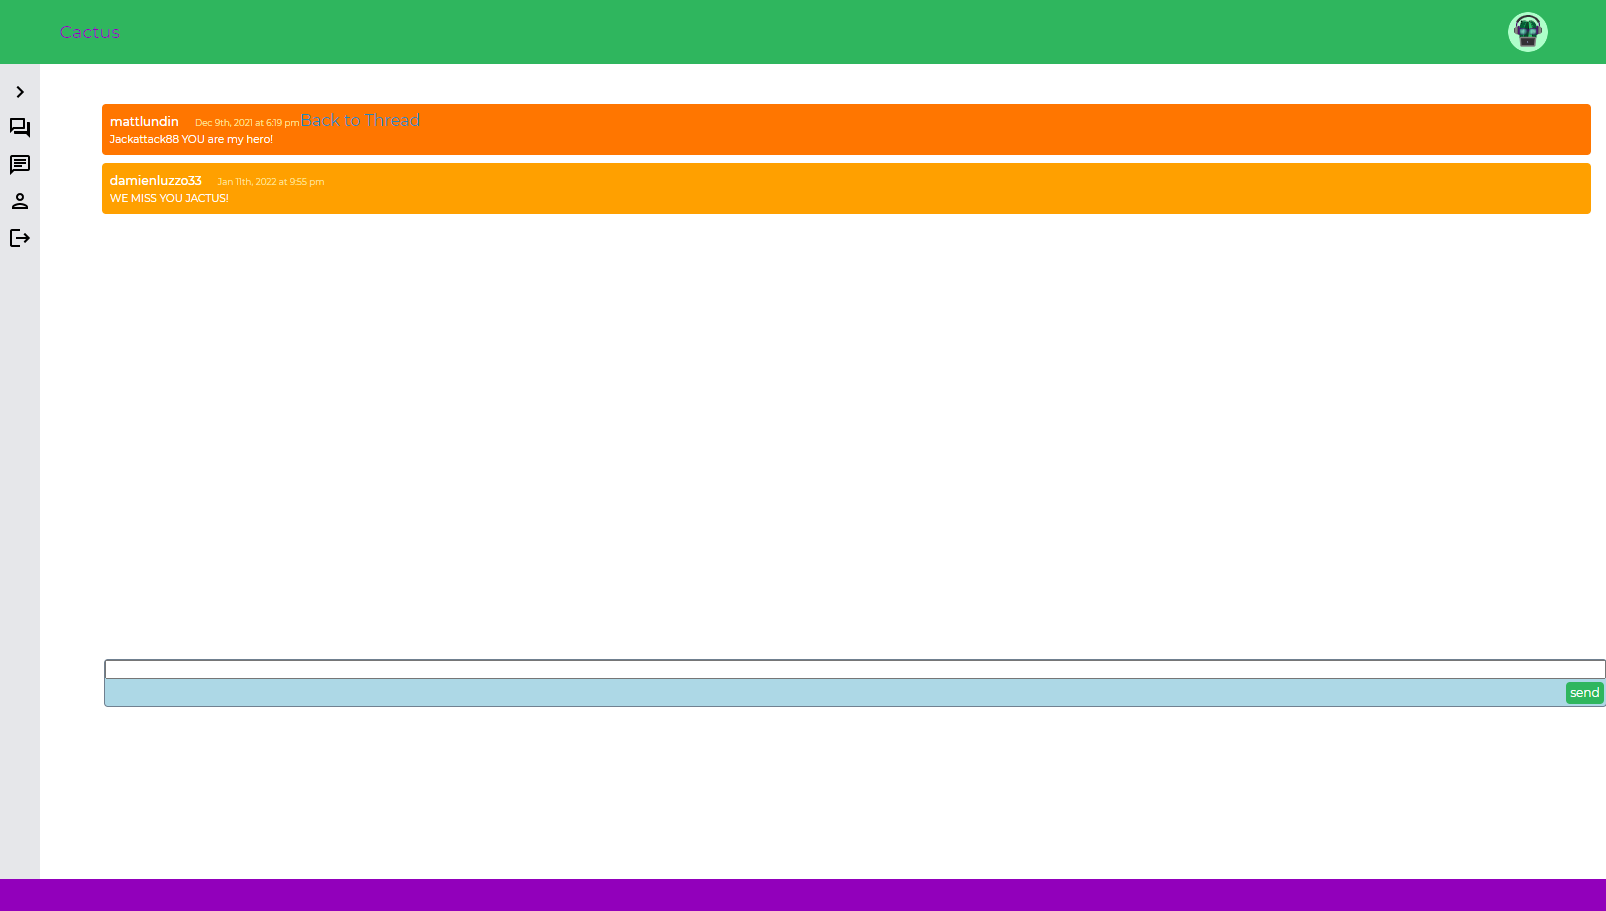 Cactus
mattlundin Dec 9th, 2021 at 6:19 pm Back to Thread
Jackattack88 YOU are my hero!
damienluzzo33 Jan 11th, 2022 at 9:55 pm
WE MISS YOU JACTUS!
send